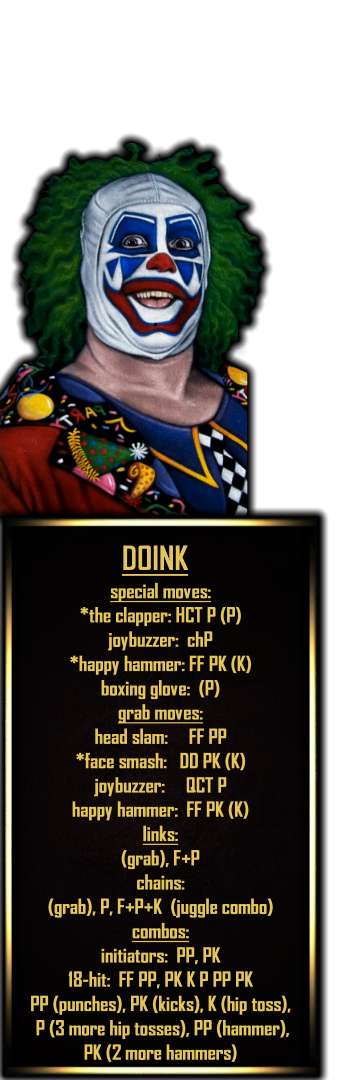 PAR
DOINK
special moves:
*the clapper: HCT P (P)
joybuzzer: chP
*happy hammer: FF PK (K)
boxing glove: (P)
grab moves:
head slam: FF PP
*face smash: DD PK (K)
joybuzzer: QCT P
happy hammer: FF PK (K)
links:
(grab), F+P
chains:
(grab), P, F+P+K (juggle combo)
combos:
initiators: PP, PK
18-hit: FF PP, PK K P PP PK
PP (punches), PK (kicks), K (hip toss),
P (3 more hip tosses), PP (hammer),
PK (2 more hammers)